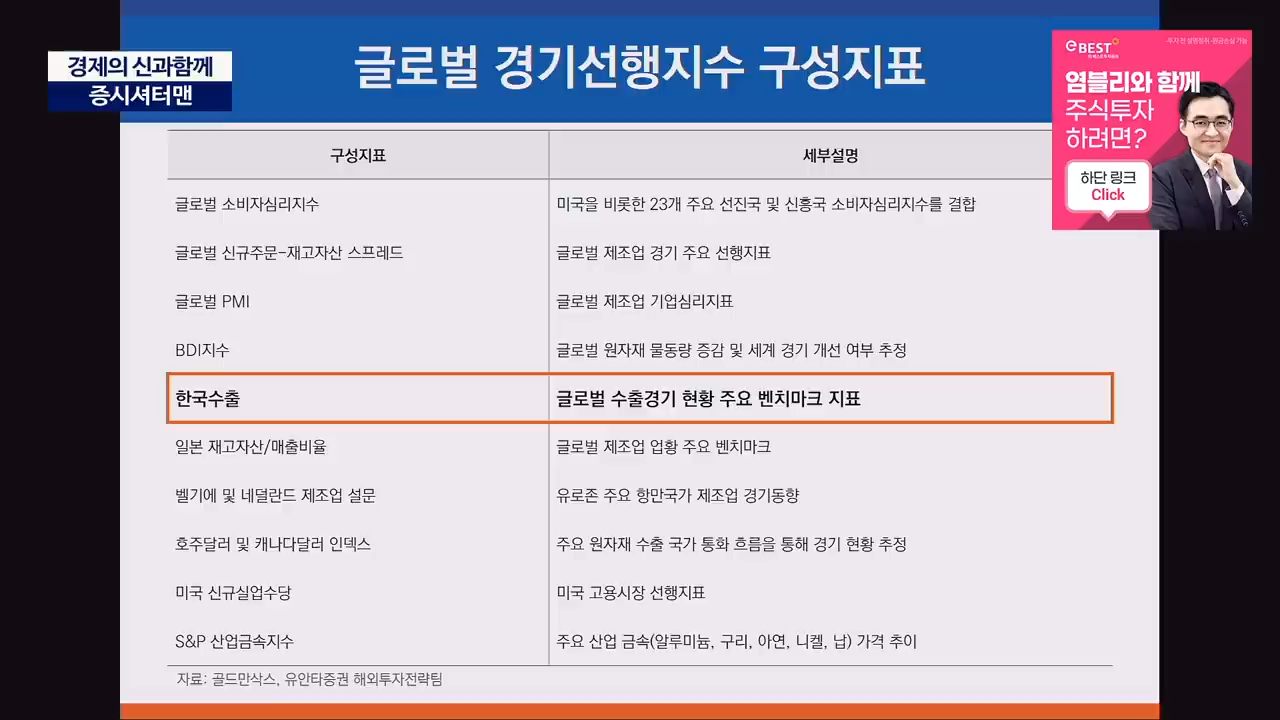 글로벌 경기선행지수 구성지표
경제의 신과함께
증시셔터맨
eBEST
투자 전 설명청취·원금손실 가능
염블리와 함께
주식투자
하려면?
하단 링크
Click
구성지표 세부설명
글로벌 소비자심리지수 미국을 비롯한 23개 주요 선진국 및 신흥국 소비자심리지수를 결합
글로벌 신규주문-재고자산 스프레드 글로벌 제조업 경기 주요 선행지표
글로벌 PMI 글로벌 제조업 기업심리지표
BDI지수 글로벌 원자재 물동량 증감 및 세계 경기 개선 여부 추정
한국수출 글로벌 수출경기 현황 주요 벤치마크 지표
일본 재고자산/매출비율 글로벌 제조업 업황 주요 벤치마크
벨기에 및 네덜란드 제조업 설문 유로존 주요 항만국가 제조업 경기동향
호주달러 및 캐나다달러 인덱스 주요 원자재 수출 국가 통화 흐름을 통해 경기 현황 추정
미국 신규실업수당 미국 고용시장 선행지표
S&P 산업금속지수 주요 산업 금속(알루미늄, 구리, 아연, 니켈, 납) 가격 추이
자료: 골드만삭스, 유안타증권 해외투자전략팀